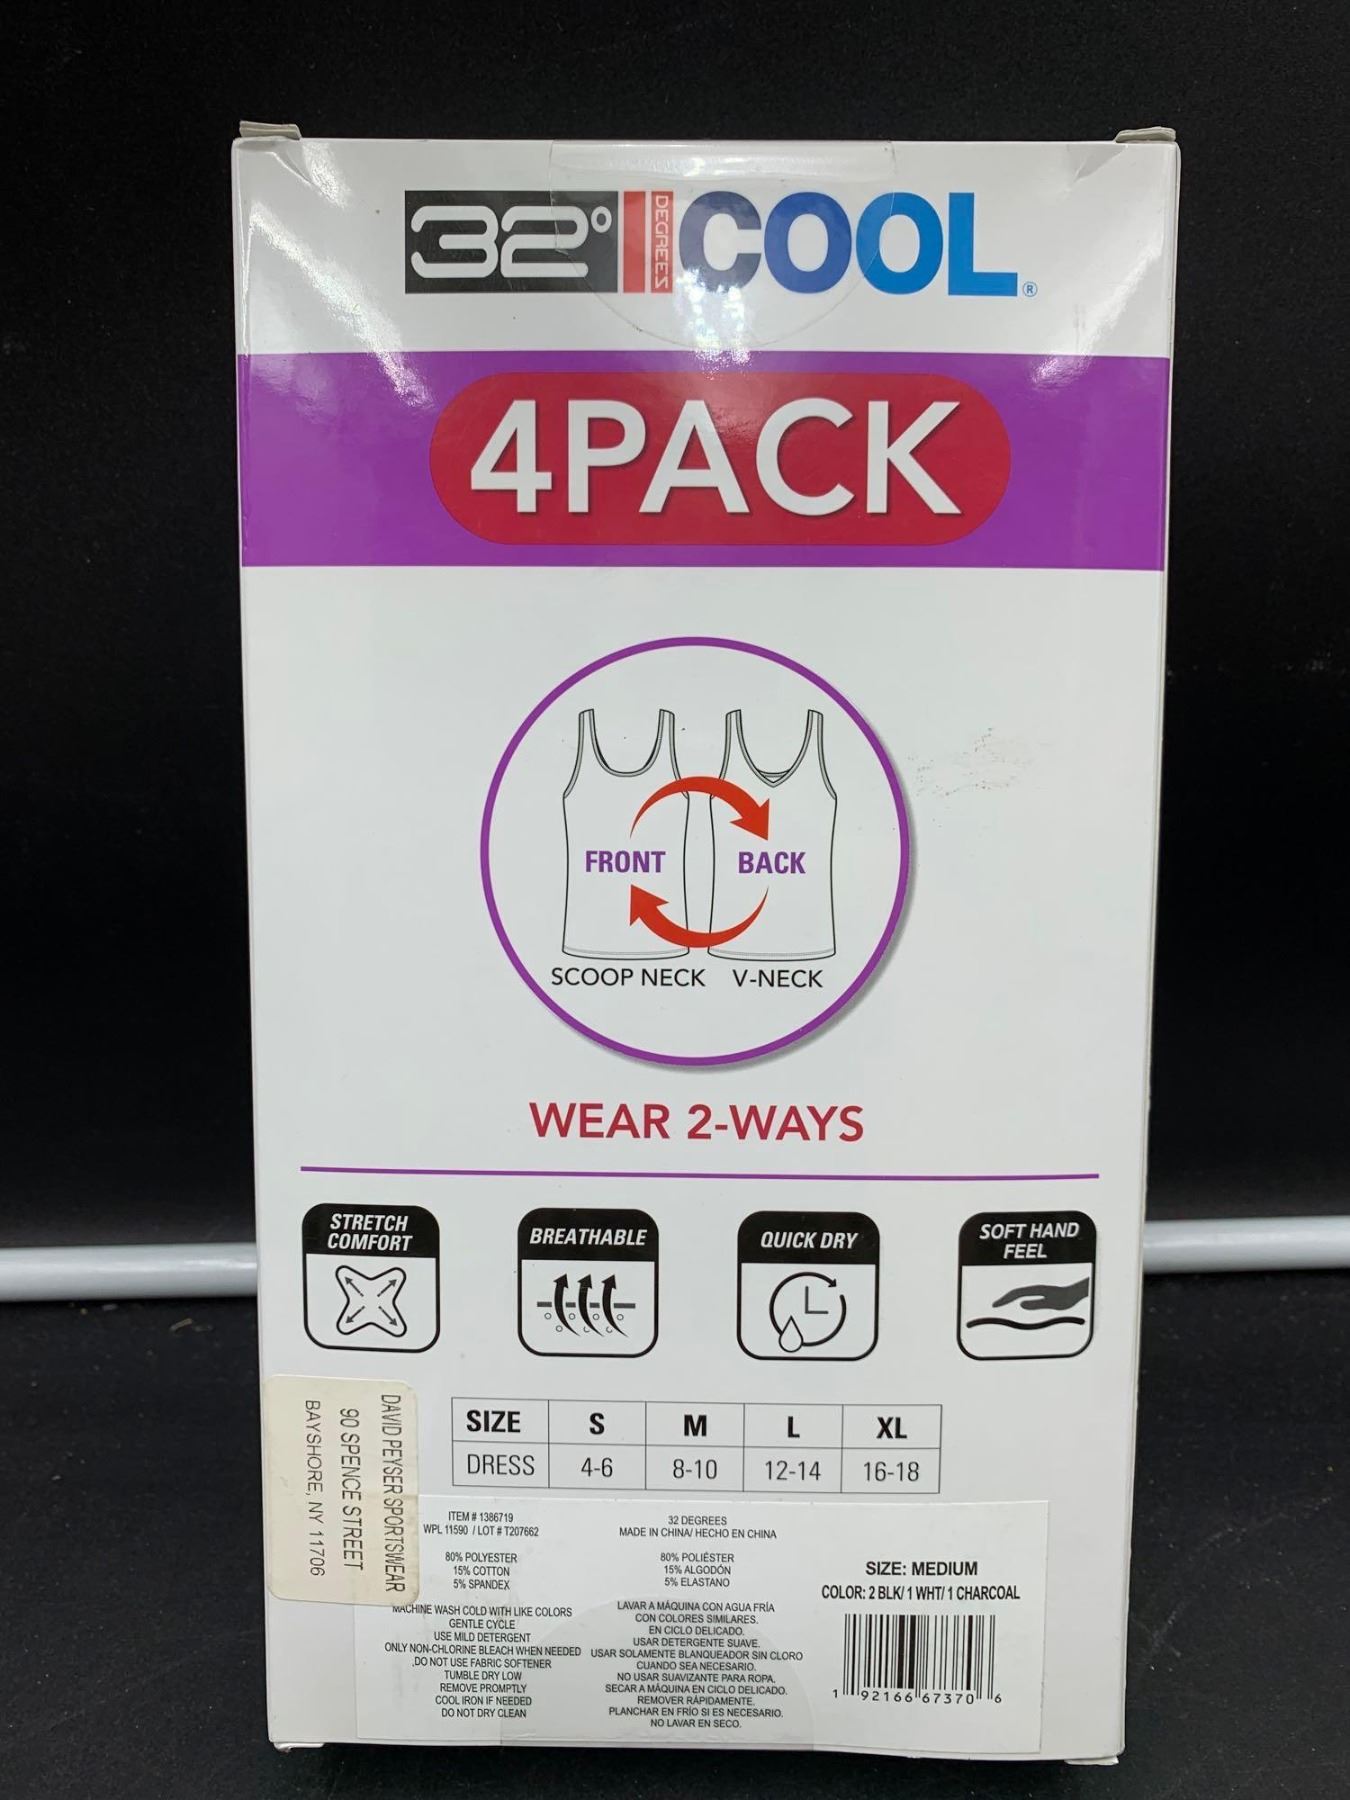 32° DEGREES COOL®
4PACK
FRONT BACK
SCOOP NECK V-NECK
WEAR 2-WAYS
STRETCH
COMFORT
BREATHABLE
QUICK DRY
SOFT HAND
FEEL
SIZE S M L XL
DRESS 4-6 8-10 12-14 16-18
DAVID PEYSER SPORTSWEAR
90 SPENCE STREET
BAYSHORE, NY 11706
ITEM # 1386719
WPL 11590 / LOT # T207662
80% POLYESTER
15% COTTON
5% SPANDEX
MACHINE WASH COLD WITH LIKE COLORS
GENTLE CYCLE
USE MILD DETERGENT
ONLY NON-CHLORINE BLEACH WHEN NEEDED
DO NOT USE FABRIC SOFTENER
TUMBLE DRY LOW
REMOVE PROMPTLY
COOL IRON IF NEEDED
DO NOT DRY CLEAN
32 DEGREES
MADE IN CHINA/ HECHO EN CHINA
80% POLIÉSTER
15% ALGODÓN
5% ELASTANO
LAVAR A MÁQUINA CON AGUA FRÍA
CON COLORES SIMILARES.
EN CICLO DELICADO.
USAR DETERGENTE SUAVE.
USAR SOLAMENTE BLANQUEADOR SIN CLORO
CUANDO SEA NECESARIO.
NO USAR SUAVIZANTE PARA ROPA.
SECAR A MÁQUINA EN CICLO DELICADO.
REMOVER RÁPIDAMENTE.
PLANCHAR EN FRÍO SI ES NECESARIO.
NO LAVAR EN SECO.
SIZE: MEDIUM
COLOR: 2 BLK/ 1 WHT/ 1 CHARCOAL
1 92166 67370 6